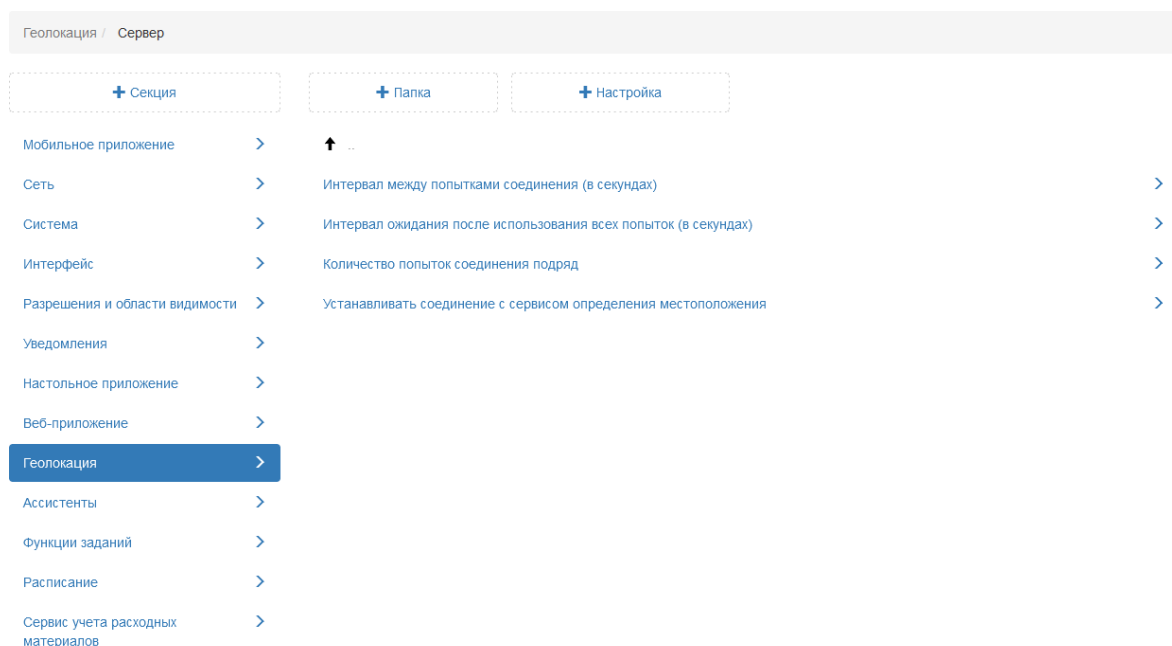 Геолокация / Сервер
Секция
Папка
Настройка
Мобильное приложение
Сеть
Система
Интерфейс
Разрешения и области видимости
Уведомления
Настольное приложение
Веб-приложение
Геолокация
Ассистенты
Функции заданий
Расписание
Сервис учета расходных
материалов
..
Интервал между попытками соединения (в секундах)
Интервал ожидания после использования всех попыток (в секундах)
Количество попыток соединения подряд
Устанавливать соединение с сервисом определения местоположения